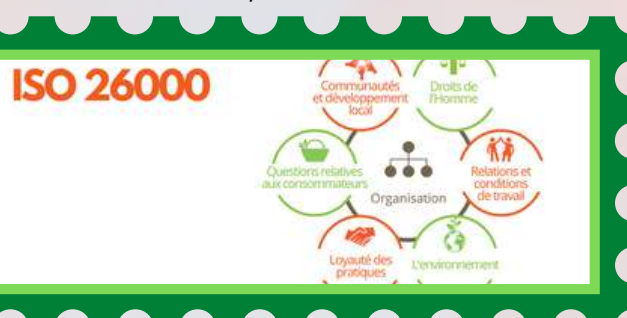 ISO 26000
Communautés
et développement
local
Droits de
l'Homme
Questions relatives
aux consommateurs
Organisation
Relations et
conditions
de travail
Loyauté des
pratiques
L'environnement